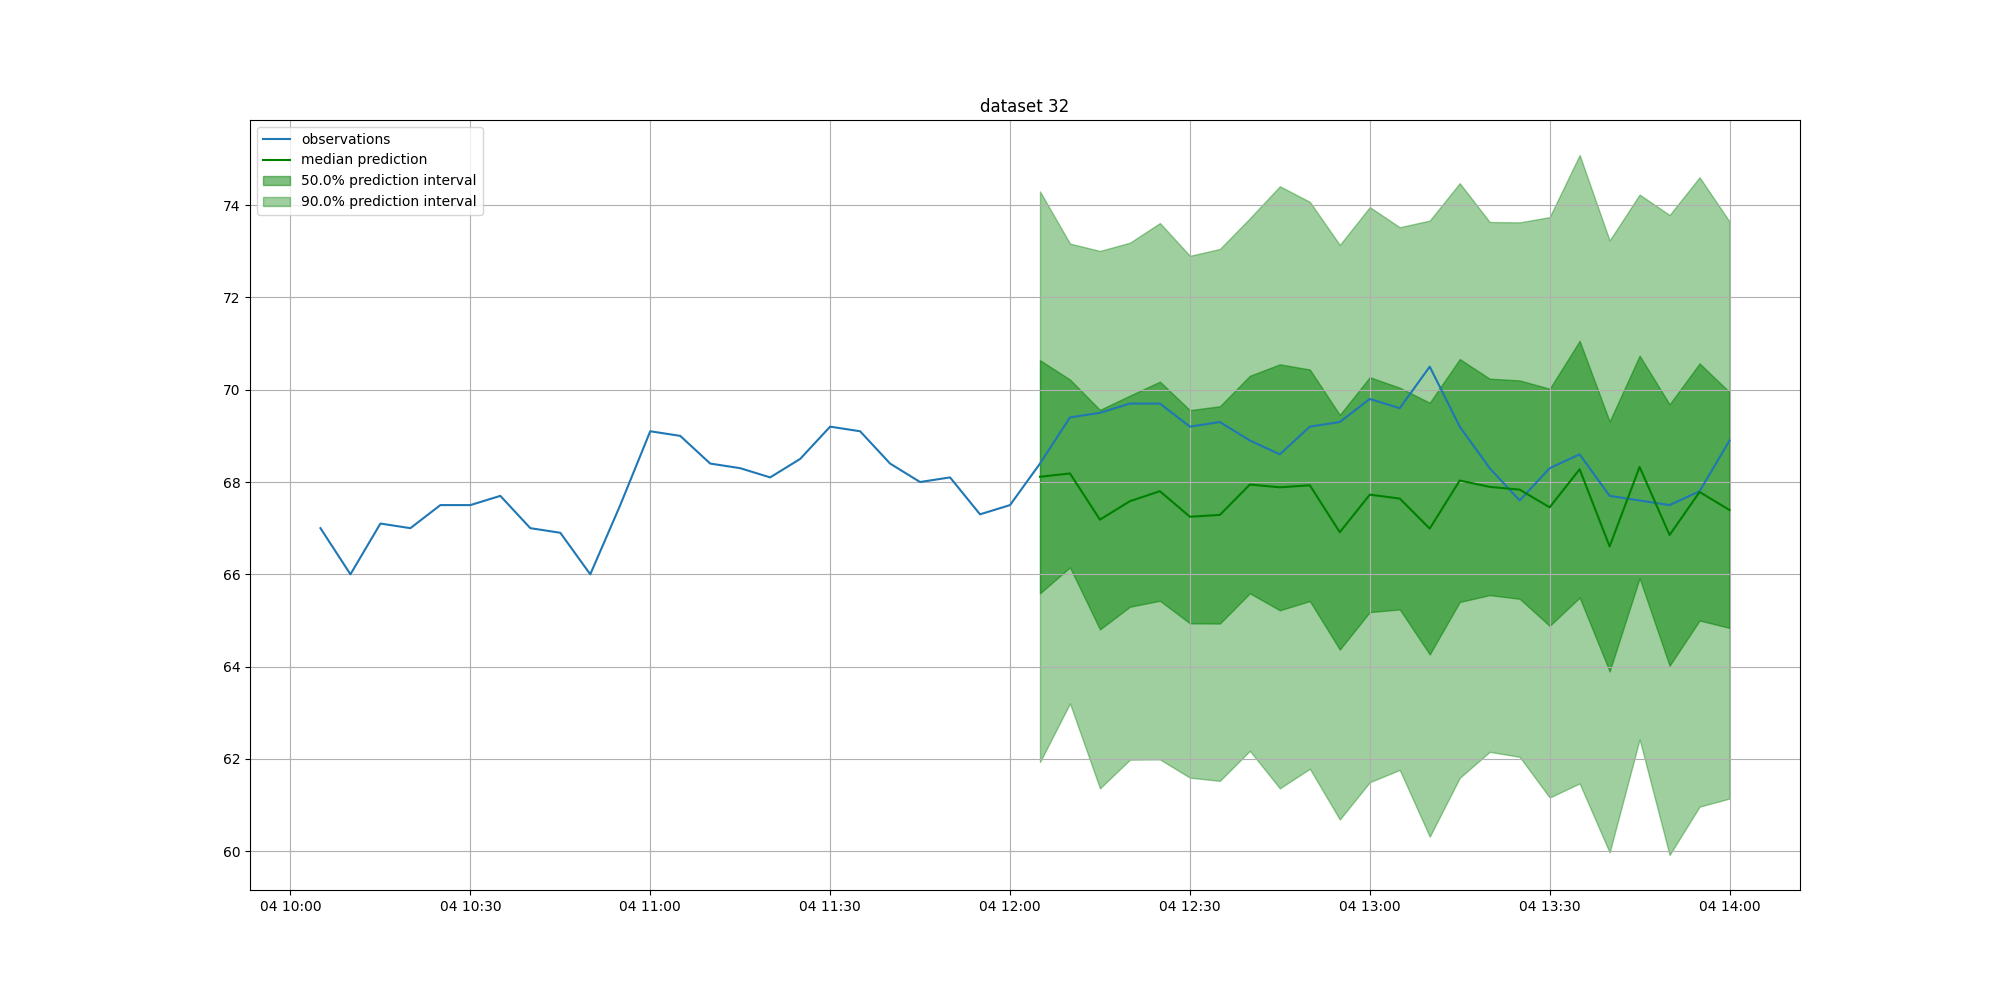 dataset 32
observations
median prediction
50.0% prediction interval
90.0% prediction interval
74
72
70
68
66
64
62
60
04 10:00 04 10:30 04 11:00 04 11:30 04 12:00 04 12:30 04 13:00 04 13:30 04 14:00